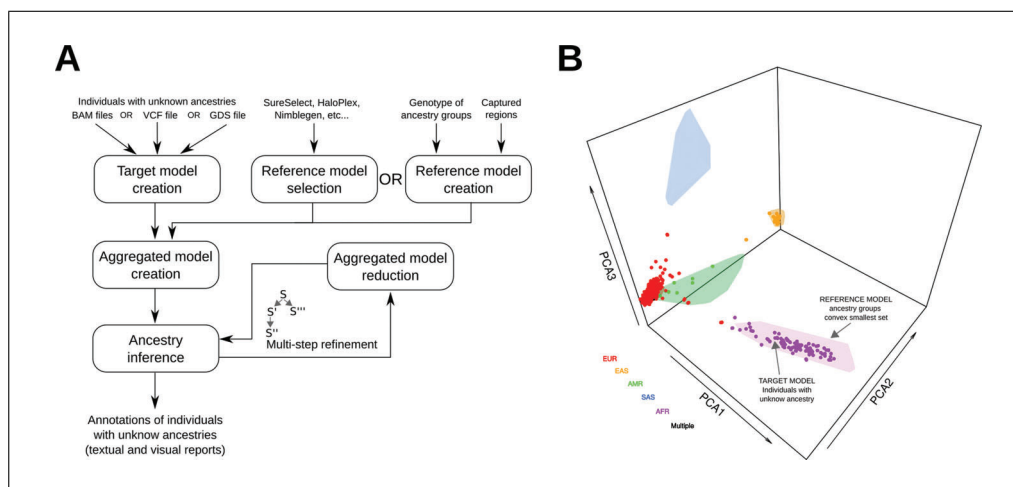 A
Individuals with unknown ancestries
BAM files OR VCF file OR GDS file
SureSelect, HaloPlex,
Nimblegen, etc...
Genotype of
ancestry groups
Captured
regions
Target model
creation
Reference model
selection
OR
Reference model
creation
Aggregated model
creation
Aggregated model
reduction
S
S' S'''
S''
Multi-step refinement
Ancestry
inference
Annotations of individuals
with unknow ancestries
(textual and visual reports)
B
PCA3
REFERENCE MODEL
ancestry groups
convex smallest set
TARGET MODEL
Individuals with
unknow ancestry
PCA1
PCA2
EUR
EAS
AMR
SAS
AFR
Multiple